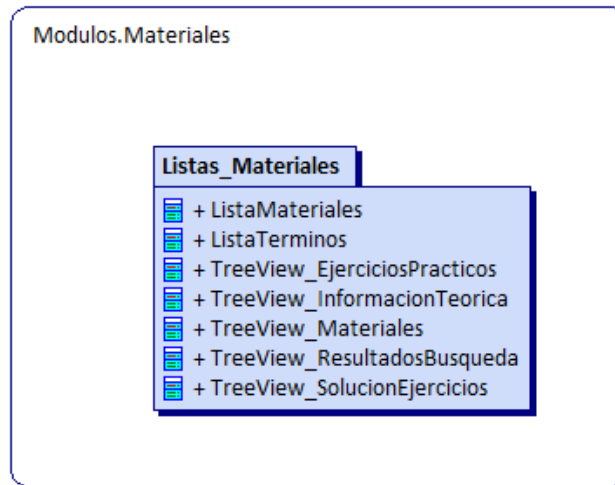 Modulos.Materiales
Listas_Materiales
+ ListaMateriales
+ ListaTerminos
+ TreeView_EjerciciosPracticos
+ TreeView_InformacionTeorica
+ TreeView_Materiales
+ TreeView_ResultadosBusqueda
+ TreeView_SolucionEjercicios